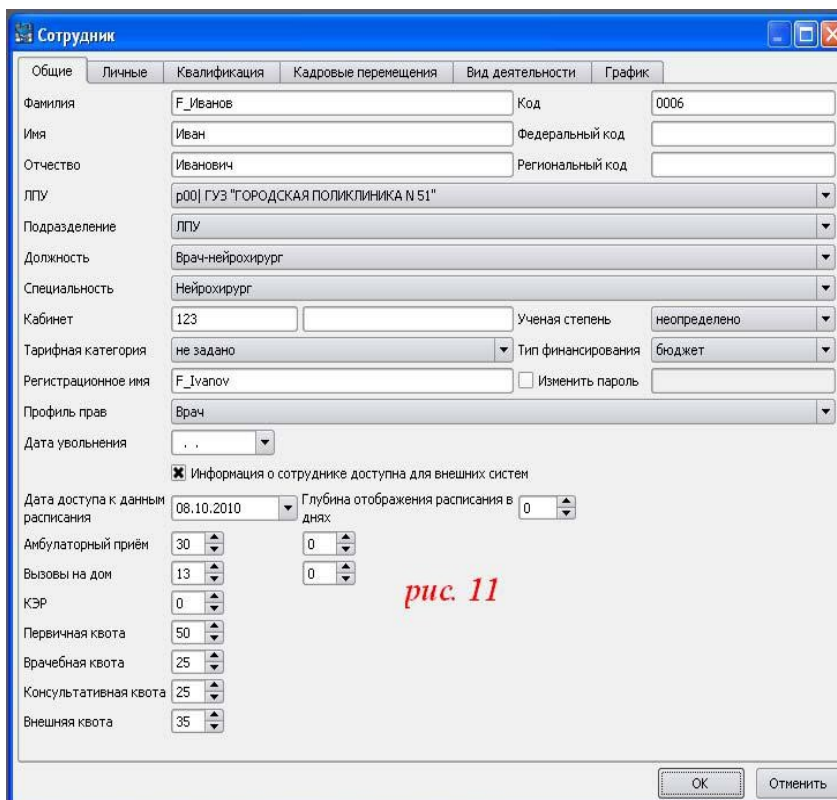 Сотрудник
Общие Личные Квалификация Кадровые перемещения Вид деятельности График
Фамилия F_Иванов Код 0006
Имя Иван Федеральный код
Отчество Иванович Региональный код
ЛПУ p00| ГУЗ "ГОРОДСКАЯ ПОЛИКЛИНИКА N 51"
Подразделение ЛПУ
Должность Врач-нейрохирург
Специальность Нейрохирург
Кабинет 123 Ученая степень неопределено
Тарифная категория не задано Тип финансирования бюджет
Регистрационное имя F_Ivanov Изменить пароль
Профиль прав Врач
Дата увольнения . .
Информация о сотруднике доступна для внешних систем
Дата доступа к данным расписания 08.10.2010 Глубина отображения расписания в днях 0
Амбулаторный приём 30 0
Вызовы на дом 13 0
рис. 11
КЭР 0
Первичная квота 50
Врачебная квота 25
Консультативная квота 25
Внешняя квота 35
ОК Отменить